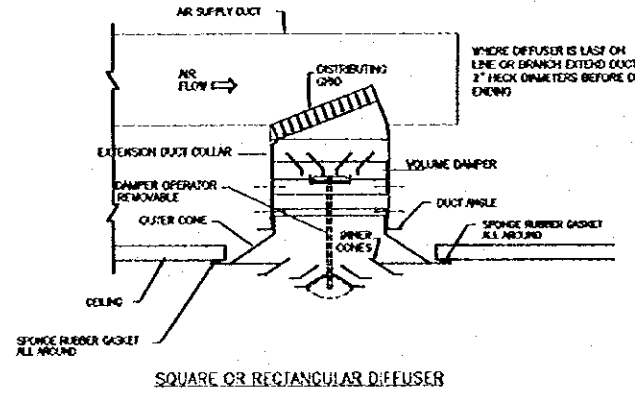 AIR SUPPLY DUCT
WHERE DIFFUSER IS LAST ON
LINE OR BRANCH EXTEND DUCT
2" NECK DIAMETERS BEFORE
ENDING
AIR
FLOW
DISTRIBUTING
GRID
EXTENSION DUCT COLLAR
VOLUME DAMPER
DAMPER OPERATOR
REMOVABLE
DUCT ANGLE
OUTER CONE
INNER
CONES
SPONGE RUBBER GASKET
ALL AROUND
CEILING
SPONGE RUBBER GASKET
ALL AROUND
SQUARE OR RECTANGULAR DIFFUSER